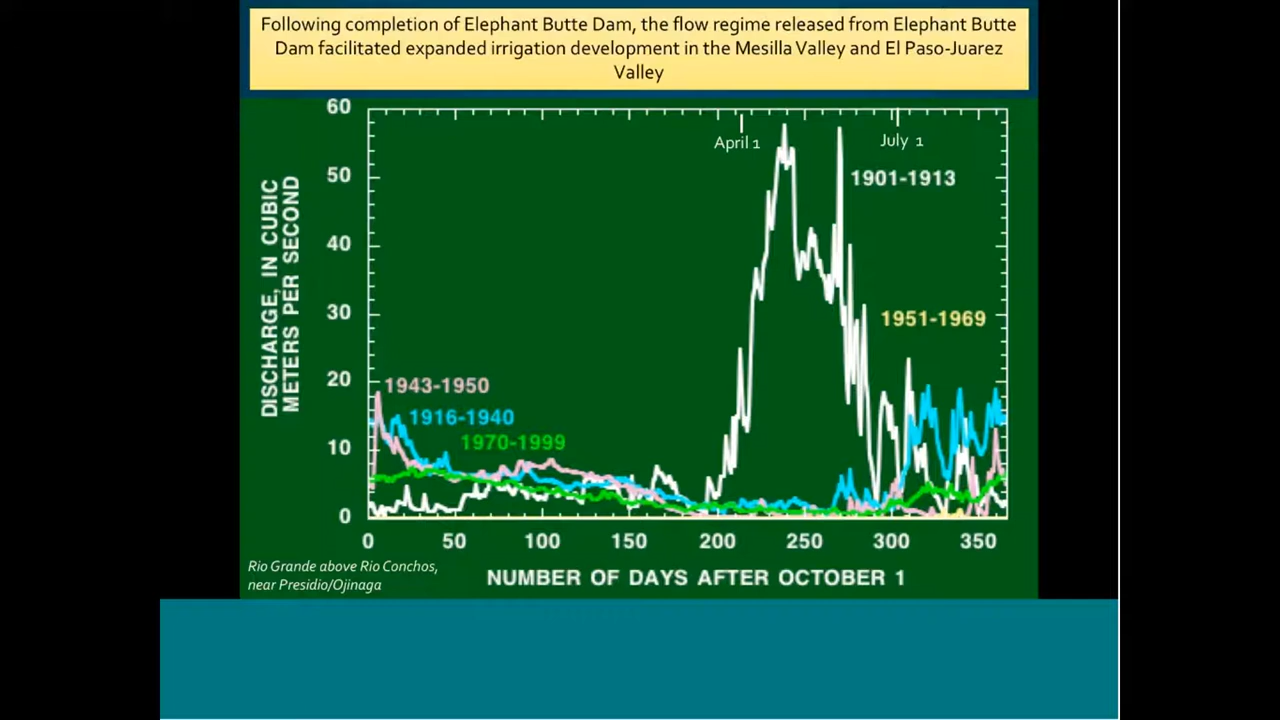 Following completion of Elephant Butte Dam, the flow regime released from Elephant Butte
Dam facilitated expanded irrigation development in the Mesilla Valley and El Paso-Juarez
Valley
60
50
40
30
20
10
0
DISCHARGE, IN CUBIC
METERS PER SECOND
April 1
July 1
1901-1913
1951-1969
1943-1950
1916-1940
1970-1999
0 50 100 150 200 250 300 350
NUMBER OF DAYS AFTER OCTOBER 1
Rio Grande above Rio Conchos,
near Presidio/Ojinaga